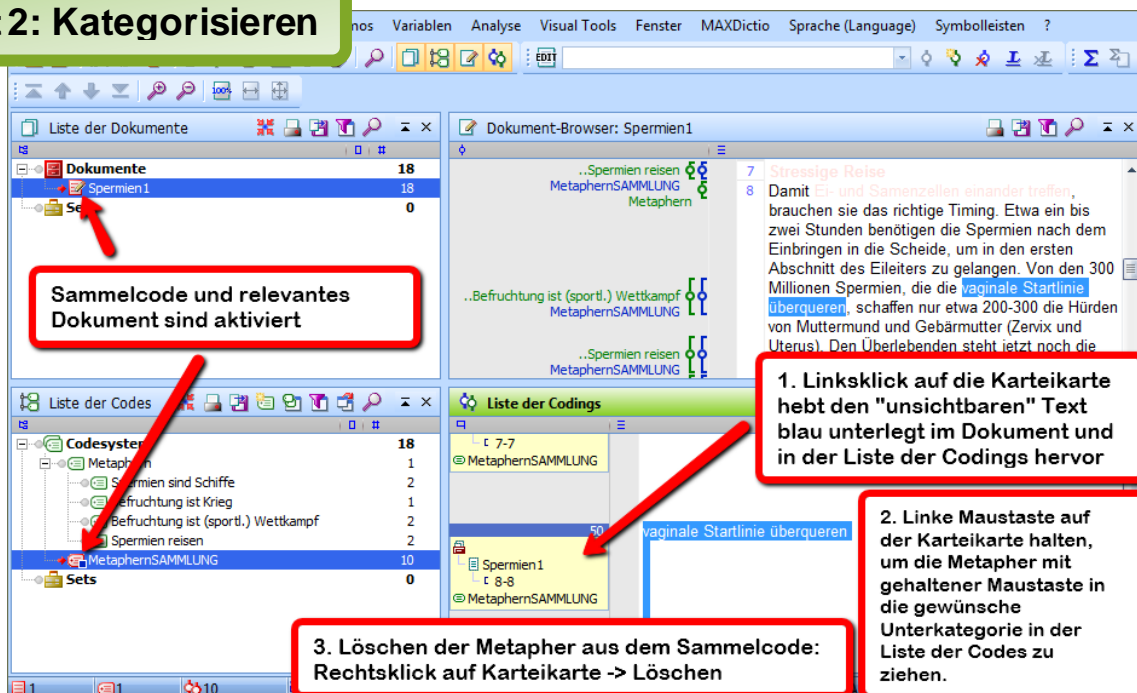 2: Kategorisieren
mos Variablen Analyse Visual Tools Fenster MAXDictio Sprache (Language) Symbolleisten ?
EDIT
100%
Liste der Dokumente
Dokumente 18
Spermien1 18
0
Sammelcode und relevantes
Dokument sind aktiviert
Dokument-Browser: Spermien1
..Spermien reisen
MetaphernSAMMLUNG
Metaphern
..Befruchtung ist (sportl.) Wettkampf
MetaphernSAMMLUNG
..Spermien reisen
MetaphernSAMMLUNG
7 Stressige Reise
8 Damit Ei- und Samenzellen einander treffen,
brauchen sie das richtige Timing. Etwa ein bis
zwei Stunden benötigen die Spermien nach dem
Einbringen in die Scheide, um in den ersten
Abschnitt des Eileiters zu gelangen. Von den 300
Millionen Spermien, die die vaginale Startlinie
überqueren, schaffen nur etwa 200-300 die Hürden
von Muttermund und Gebärmutter (Zervix und
Uterus). Den Überlebenden steht jetzt noch die
Liste der Codes
Codesystem 18
Metaphern 1
Spermien sind Schiffe 2
Befruchtung ist Krieg 1
Befruchtung ist (sportl.) Wettkampf 2
Spermien reisen 2
MetaphernSAMMLUNG 10
Sets 0
Liste der Codings
7-7
MetaphernSAMMLUNG
50
vaginale Startlinie überqueren
Spermien1
8-8
MetaphernSAMMLUNG
1. Linksklick auf die Karteikarte
hebt den "unsichtbaren" Text
blau unterlegt im Dokument und
in der Liste der Codings hervor
2. Linke Maustaste auf
der Karteikarte halten,
um die Metapher mit
gehaltener Maustaste in
die gewünsche
Unterkategorie in der
Liste der Codes zu
ziehen.
3. Löschen der Metapher aus dem Sammelcode:
Rechtsklick auf Karteikarte -> Löschen
1 1 10